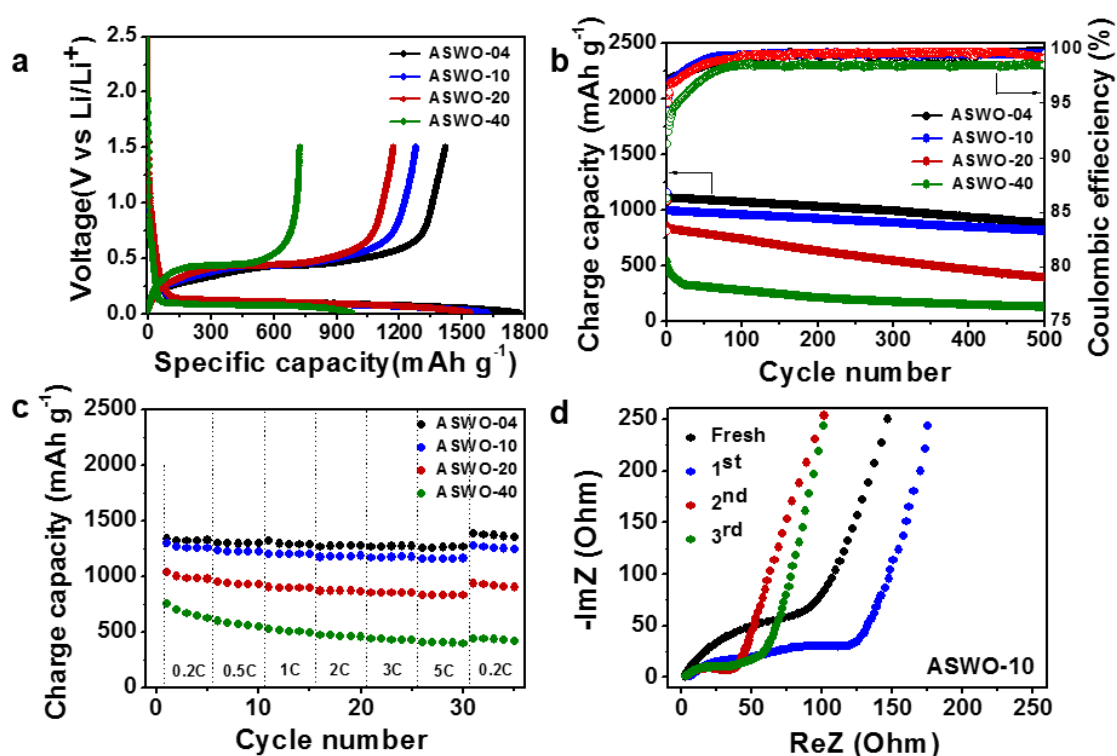 a
2.5
2.0
1.5
1.0
0.5
0.0
Voltage(V vs Li/Li⁺)
ASWO-04
ASWO-10
ASWO-20
ASWO-40
0 300 600 900 1200 1500 1800
Specific capacity(mAh g⁻¹)
b
2500
2000
1500
1000
500
0
Charge capacity (mAh g⁻¹)
ASWO-04
ASWO-10
ASWO-20
ASWO-40
100
95
90
85
80
75
Coulombic effieciency (%)
0 100 200 300 400 500
Cycle number
c
2500
2000
1500
1000
500
0
Charge capacity (mAh g⁻¹)
ASWO-04
ASWO-10
ASWO-20
ASWO-40
0.2C 0.5C 1C 2C 3C 5C 0.2C
0 10 20 30
Cycle number
d
250
200
150
100
50
0
-ImZ (Ohm)
Fresh
1st
2nd
3rd
ASWO-10
0 50 100 150 200 250
ReZ (Ohm)